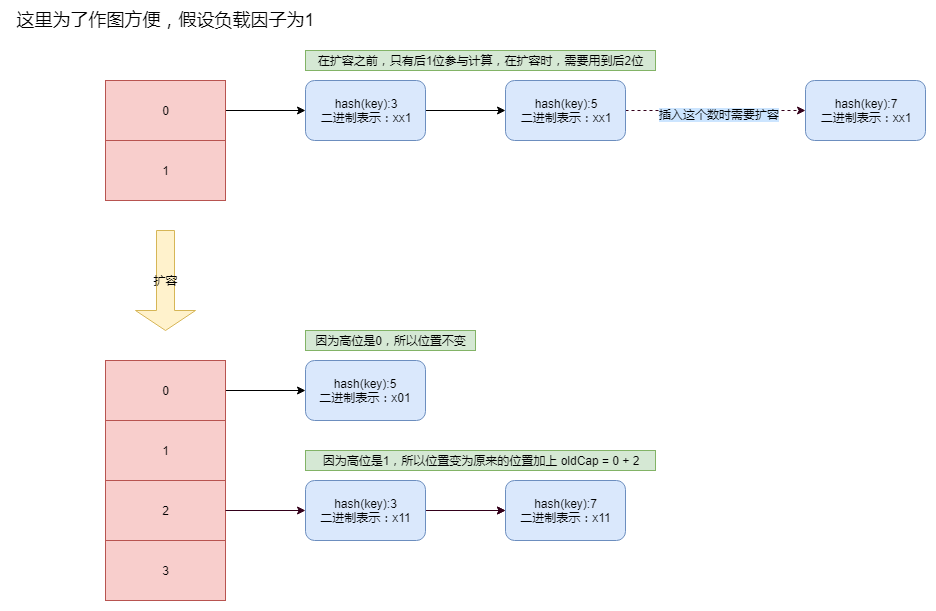 这里为了作图方便，假设负载因子为1
在扩容之前，只有后1位参与计算，在扩容时，需要用到后2位
0
hash(key):3
二进制表示：xx1
hash(key):5
二进制表示：xx1
插入这个数时需要扩容
hash(key):7
二进制表示：xx1
1
扩容
因为高位是0，所以位置不变
0
hash(key):5
二进制表示：x01
1
因为高位是1，所以位置变为原来的位置加上 oldCap = 0 + 2
2
hash(key):3
二进制表示：x11
hash(key):7
二进制表示：x11
3